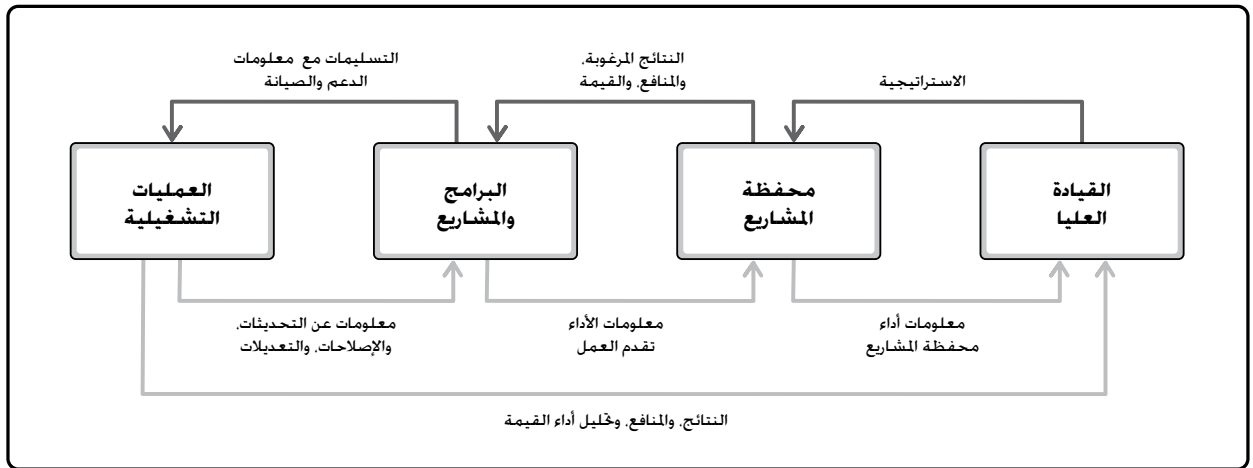 الاستراتيجية
النتائج المرغوبة،
والمنافع، والقيمة
التسليمات مع معلومات
الدعم والصيانة
القيادة
العليا
محفظة
المشاريع
البرامج
والمشاريع
العمليات
التشغيلية
معلومات أداء
محفظة المشاريع
معلومات الأداء
تقدم العمل
معلومات عن التحديثات،
والإصلاحات، والتعديلات
النتائج، والمنافع، وتحليل أداء القيمة